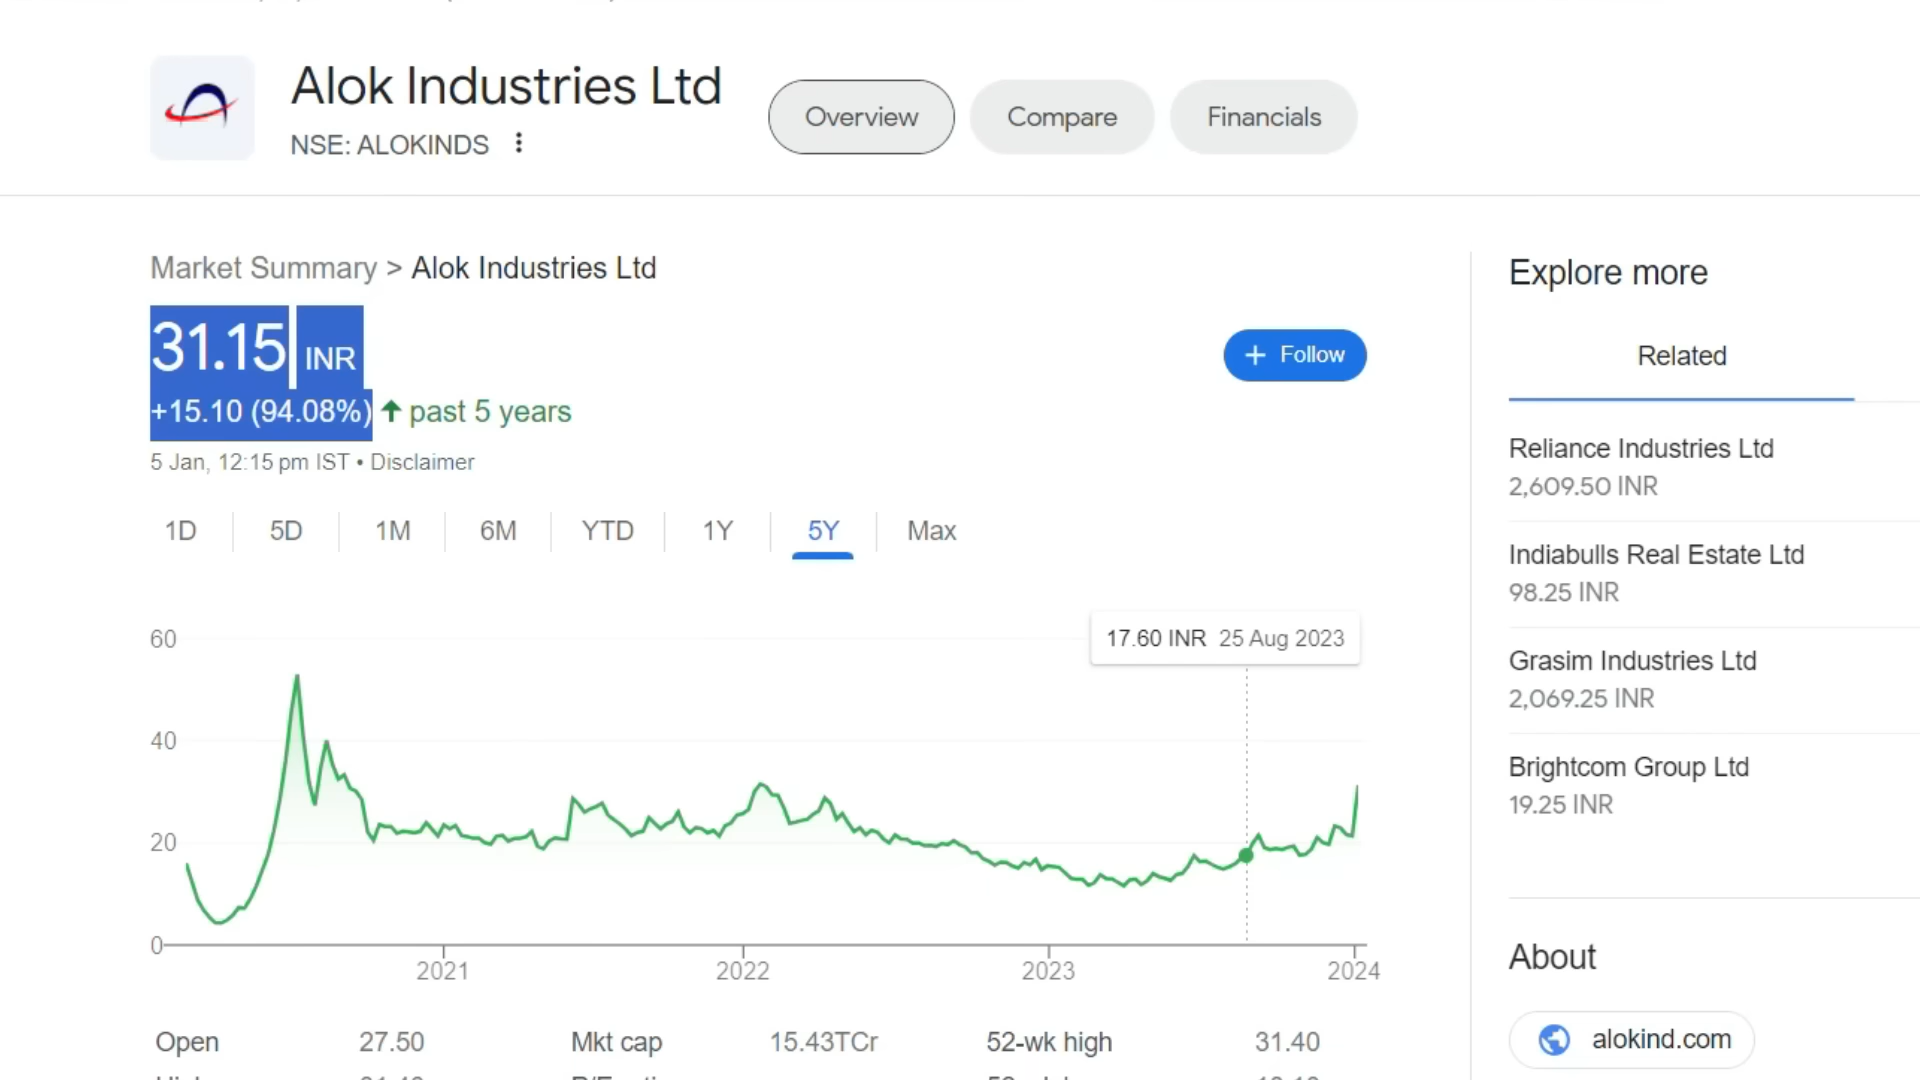 Alok Industries Ltd
NSE: ALOKINDS
Overview
Compare
Financials
Market Summary > Alok Industries Ltd
31.15 INR
+15.10 (94.08%) ↑ past 5 years
5 Jan, 12:15 pm IST • Disclaimer
+ Follow
1D 5D 1M 6M YTD 1Y 5Y Max
17.60 INR 25 Aug 2023
60
40
20
0
2021 2022 2023 2024
Open 27.50 Mkt cap 15.43TCr 52-wk high 31.40
Explore more
Related
Reliance Industries Ltd
2,609.50 INR
Indiabulls Real Estate Ltd
98.25 INR
Grasim Industries Ltd
2,069.25 INR
Brightcom Group Ltd
19.25 INR
About
alokind.com